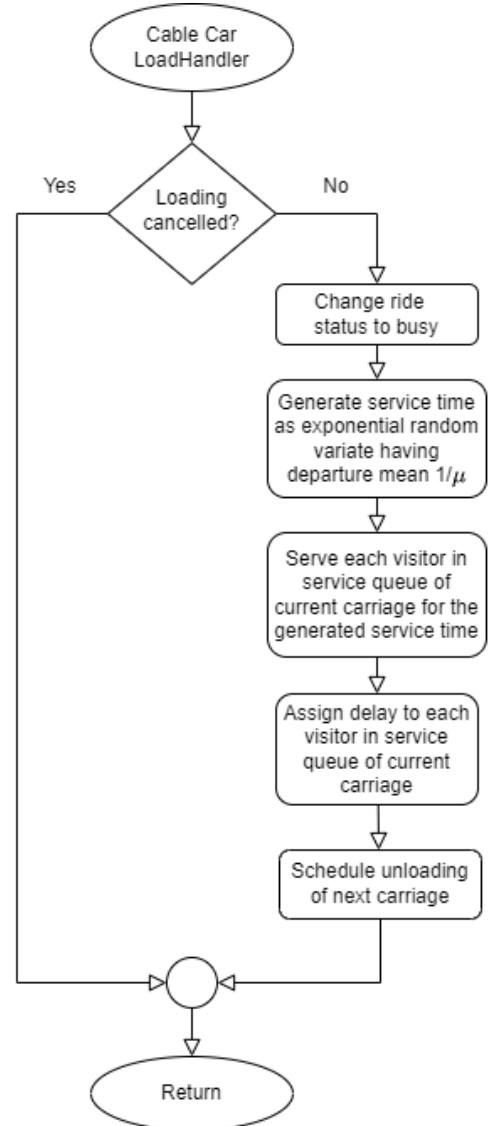 Cable Car
LoadHandler
Yes
Loading
cancelled?
No
Change ride
status to busy
Generate service time
as exponential random
variate having
departure mean 1/μ
Serve each visitor in
service queue of
current carriage for the
generated service time
Assign delay to each
visitor in service
queue of current
carriage
Schedule unloading
of next carriage
Return